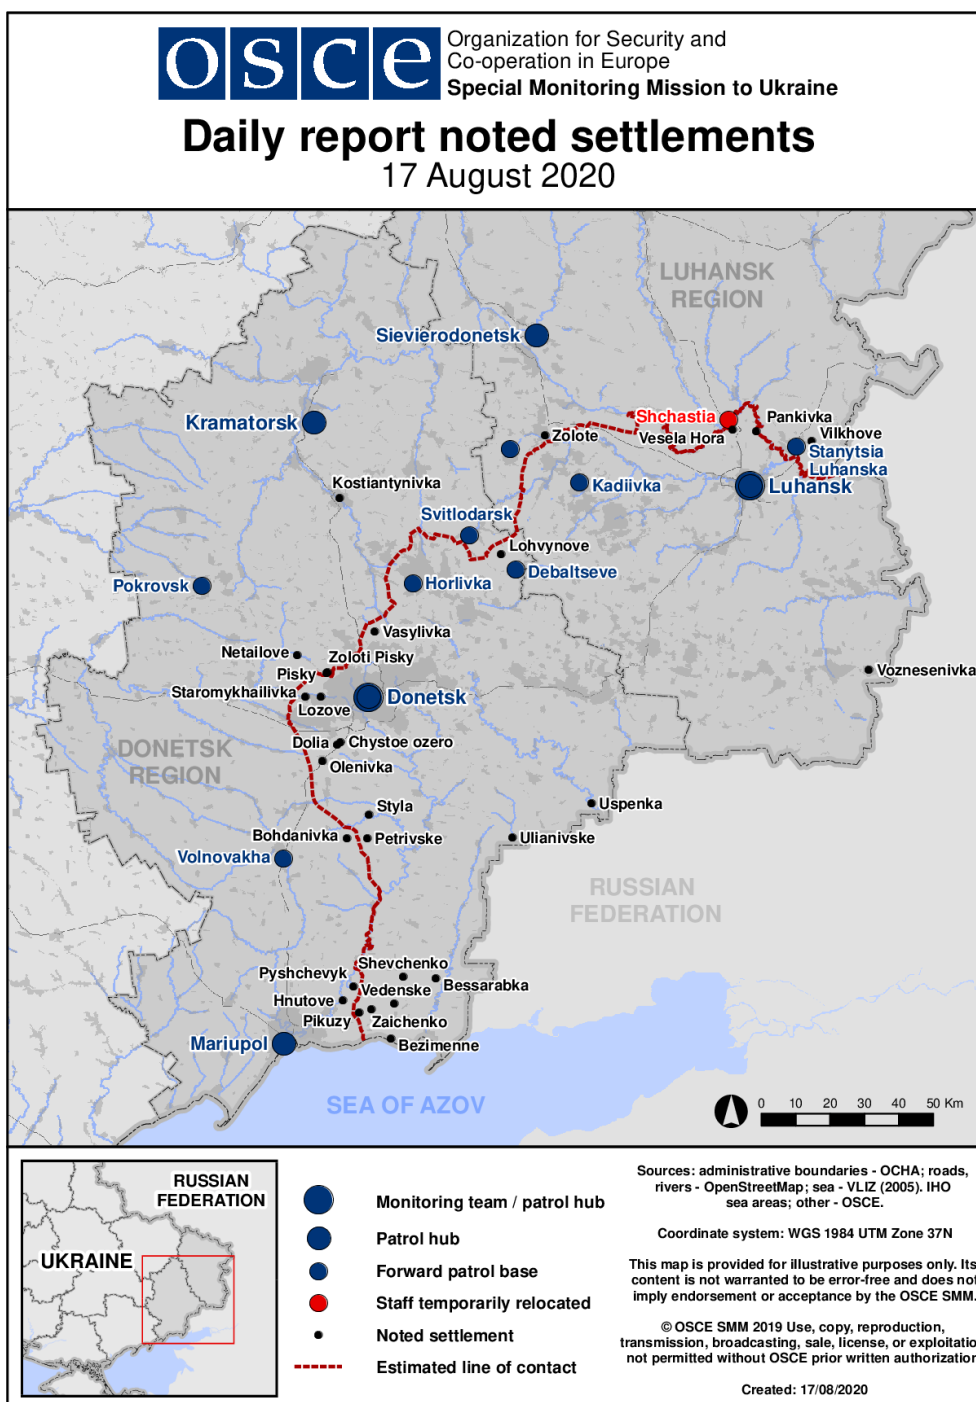 osce
Organization for Security and
Co-operation in Europe
Special Monitoring Mission to Ukraine
Daily report noted settlements
17 August 2020
LUHANSK
REGION
Sievierodonetsk
Kramatorsk
Shchastia
Pankivka
Zolote
Vesela Hora
Vilkhove
Stanytsia
Luhanska
Kadiivka
Luhansk
Kostiantynivka
Svitlodarsk
Lohvynove
Debaltseve
Pokrovsk
Horlivka
Vasylivka
Netailove
Zoloti Pisky
Pisky
Voznesenivka
Staromykhailivka
Lozove
Donetsk
DONETSK
REGION
Dolia
Chystoe ozero
Olenivka
Styla
Uspenka
Bohdanivka
Petrivske
Ulianivske
Volnovakha
RUSSIAN
FEDERATION
Shevchenko
Pyshchevyk
Vedenske
Bessarabka
Hnutove
Pikuzy
Zaichenko
Mariupol
Bezimenne
SEA OF AZOV
0 10 20 30 40 50 Km
RUSSIAN
FEDERATION
UKRAINE
Monitoring team / patrol hub
Patrol hub
Forward patrol base
Staff temporarily relocated
Noted settlement
Estimated line of contact
Sources: administrative boundaries - OCHA; roads,
rivers - OpenStreetMap; sea - VLIZ (2005). IHO
sea areas; other - OSCE.
Coordinate system: WGS 1984 UTM Zone 37N
This map is provided for illustrative purposes only. Its
content is not warranted to be error-free and does not
imply endorsement or acceptance by the OSCE SMM.
© OSCE SMM 2019 Use, copy, reproduction,
transmission, broadcasting, sale, license, or exploitatio
not permitted without OSCE prior written authorization
Created: 17/08/2020